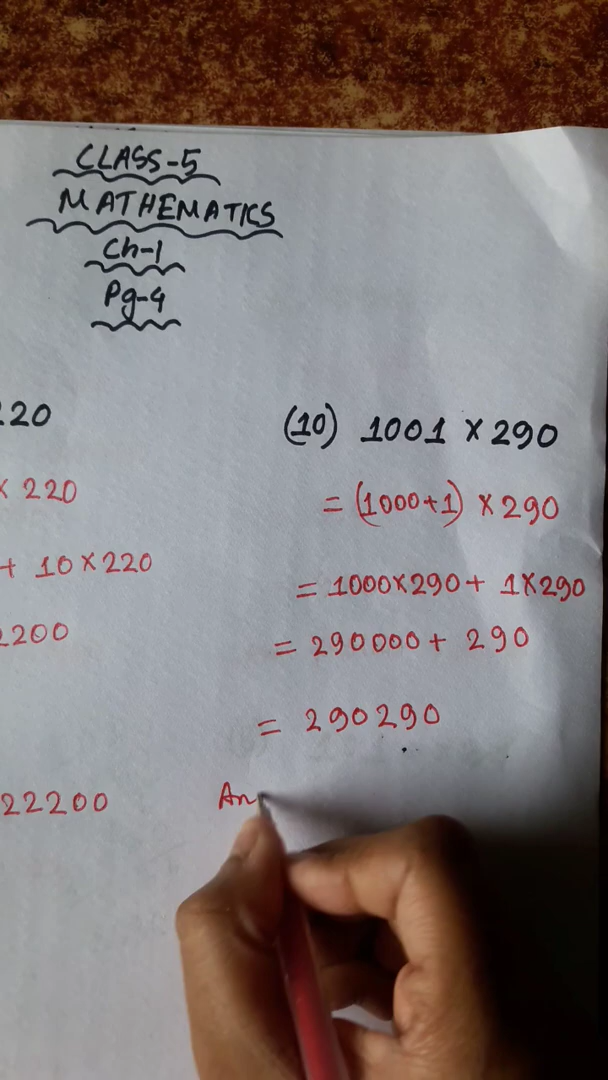 CLASS-5
MATHEMATICS
Ch-1
Pg-4
220
× 220
+ 10×220
2200
22200
(10) 1001 × 290
= (1000+1) × 290
= 1000×290 + 1×290
= 290000 + 290
= 290290
An